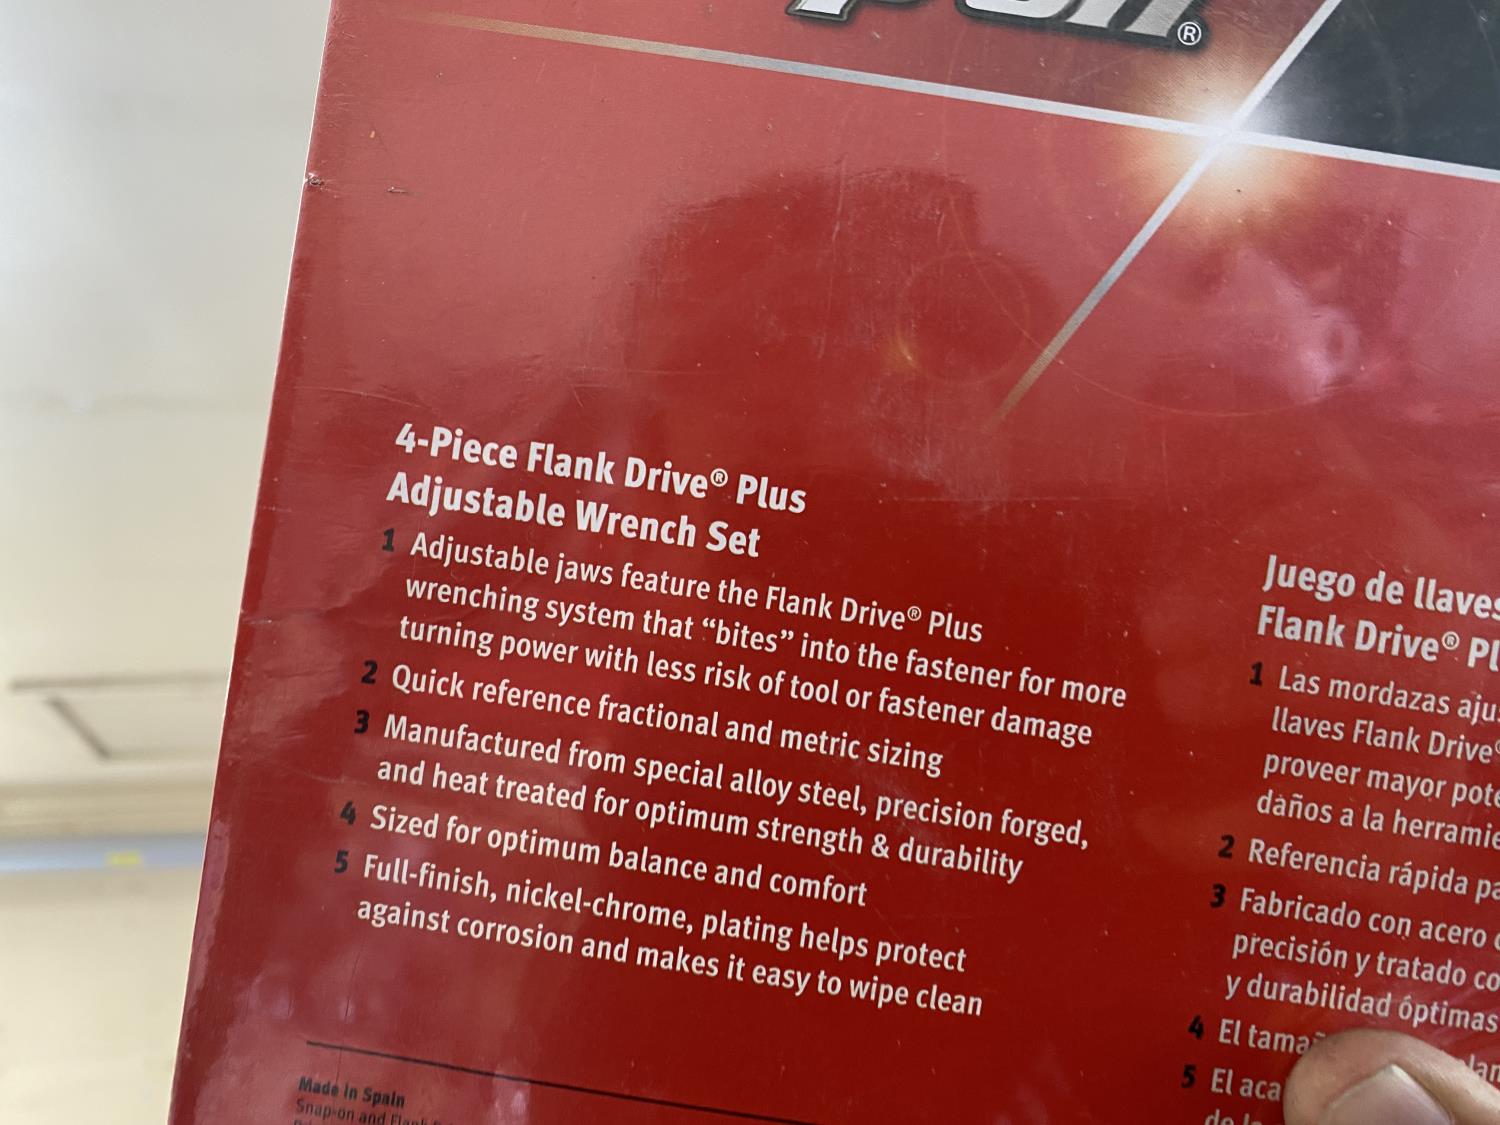 ®
4-Piece Flank Drive® Plus
Adjustable Wrench Set
1 Adjustable jaws feature the Flank Drive® Plus
wrenching system that “bites” into the fastener for more
turning power with less risk of tool or fastener damage
2 Quick reference fractional and metric sizing
3 Manufactured from special alloy steel, precision forged,
and heat treated for optimum strength & durability
4 Sized for optimum balance and comfort
5 Full-finish, nickel-chrome, plating helps protect
against corrosion and makes it easy to wipe clean
Made in Spain
Snap-on and Flank
Juego de llaves
Flank Drive®
1 Las mordazas
llaves Flank Drive®
proveer mayor
daños a la
2 Referencia rápida
3 Fabricado con acero
precisión y tratado
y durabilidad óptimas
4 El
5 El
de